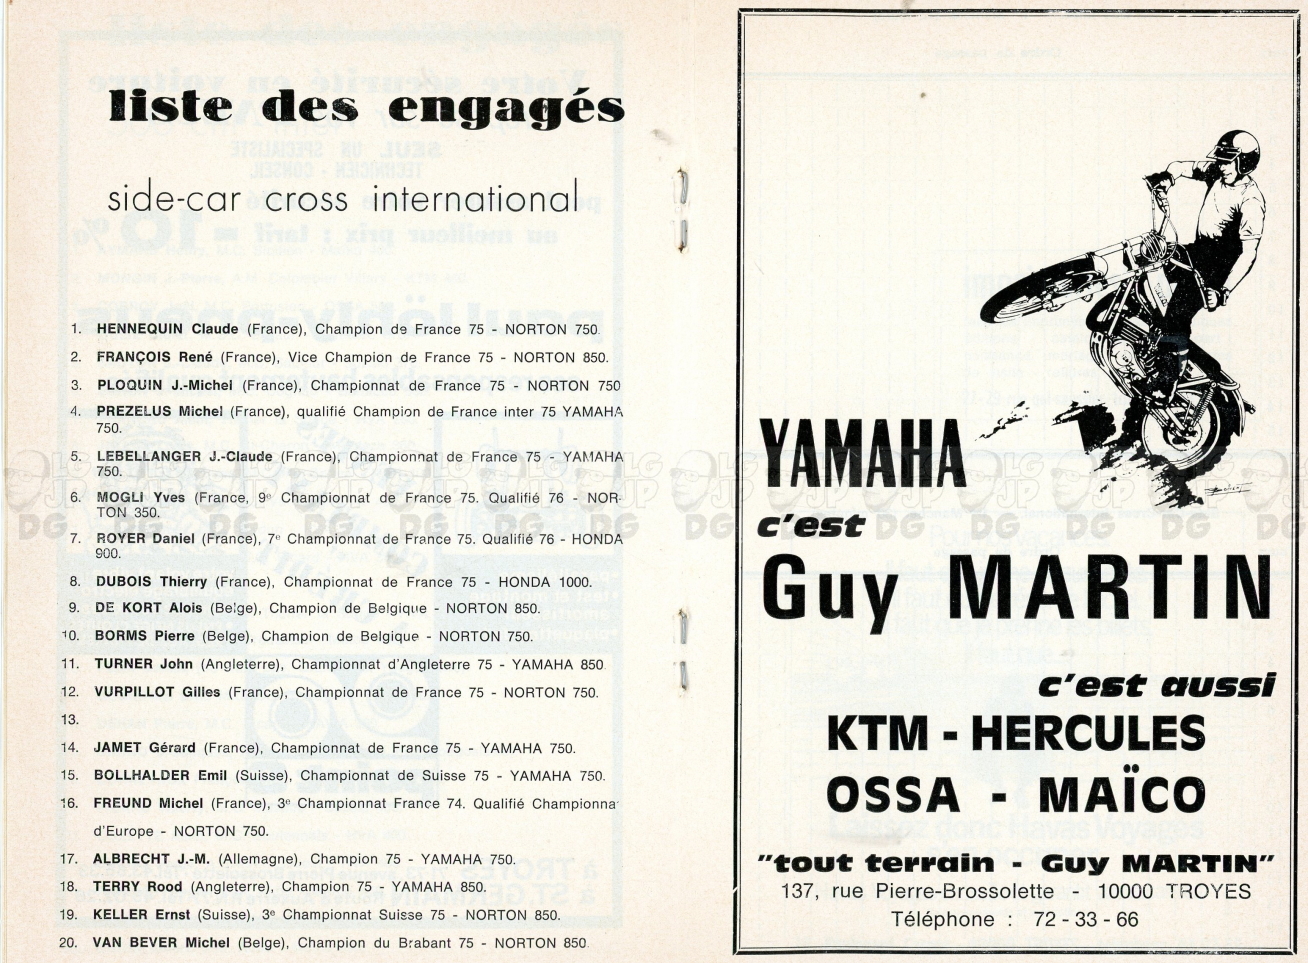 liste des engagés
side-car cross international
1. HENNEQUIN Claude (France), Champion de France 75 - NORTON 750.
2. FRANÇOIS René (France), Vice Champion de France 75 - NORTON 850.
3. PLOQUIN J.-Michel (France), Championnat de France 75 - NORTON 750
4. PREZELUS Michel (France), qualifié Champion de France inter 75 YAMAHA
750.
5. LEBELLANGER J.-Claude (France), Championnat de France 75 - YAMAHA
750.
6. MOGLI Yves (France, 9e Championnat de France 75. Qualifié 76 - NOR-
TON 350.
7. ROYER Daniel (France), 7e Championnat de France 75. Qualifié 76 - HONDA
900.
8. DUBOIS Thierry (France), Championnat de France 75 - HONDA 1000.
9. DE KORT Alois (Belge), Champion de Belgique - NORTON 850.
10. BORMS Pierre (Belge), Champion de Belgique - NORTON 750.
11. TURNER John (Angleterre), Championnat d'Angleterre 75 - YAMAHA 850
12. VURPILLOT Gilles (France), Championnat de France 75 - NORTON 750.
13.
14. JAMET Gérard (France), Championnat de France 75 - YAMAHA 750.
15. BOLLHALDER Emil (Suisse), Championnat de Suisse 75 - YAMAHA 750.
16. FREUND Michel (France), 3e Championnat France 74. Qualifié Championna
d'Europe - NORTON 750.
17. ALBRECHT J.-M. (Allemagne), Champion 75 - YAMAHA 750.
18. TERRY Rood (Angleterre), Champion 75 - YAMAHA 850.
19. KELLER Ernst (Suisse), 3e Championnat Suisse 75 - NORTON 850.
20. VAN BEVER Michel (Belge), Champion du Brabant 75 - NORTON 850.
YAMAHA
c'est
Guy MARTIN
c'est aussi
KTM - HERCULES
OSSA - MAÏCO
"tout terrain - Guy MARTIN"
137, rue Pierre-Brossolette - 10000 TROYES
Téléphone : 72-33-66
LG
JP
DG